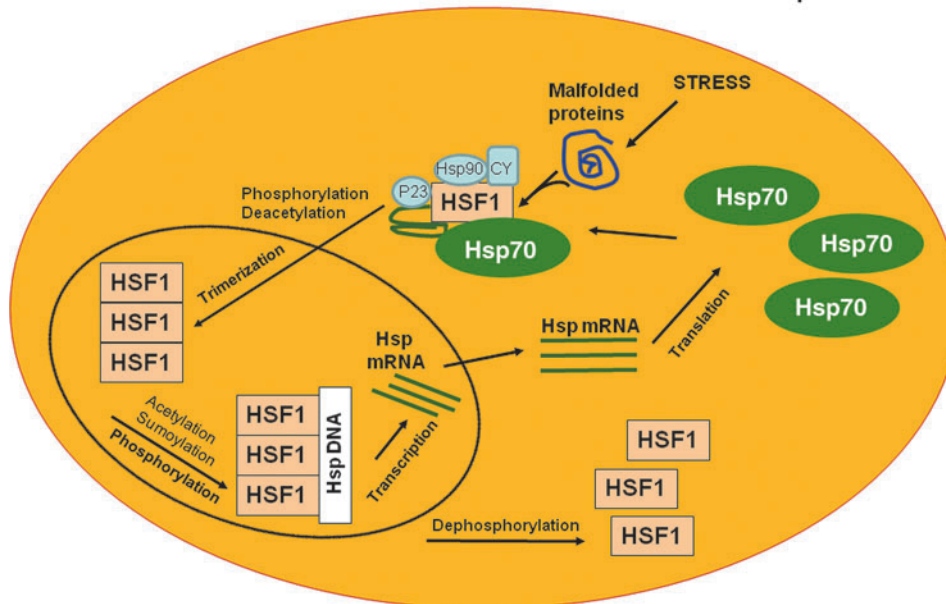 STRESS
Malfolded
proteins
Hsp90
CY
P23
HSF1
Hsp70
Phosphorylation
Deacetylation
Trimerization
Hsp70
Hsp70
Hsp70
HSF1
HSF1
HSF1
Hsp
mRNA
Hsp mRNA
Translation
Acetylation
Sumoylation
Phosphorylation
HSF1
HSF1
HSF1
Hsp DNA
Transcription
HSF1
HSF1
HSF1
Dephosphorylation